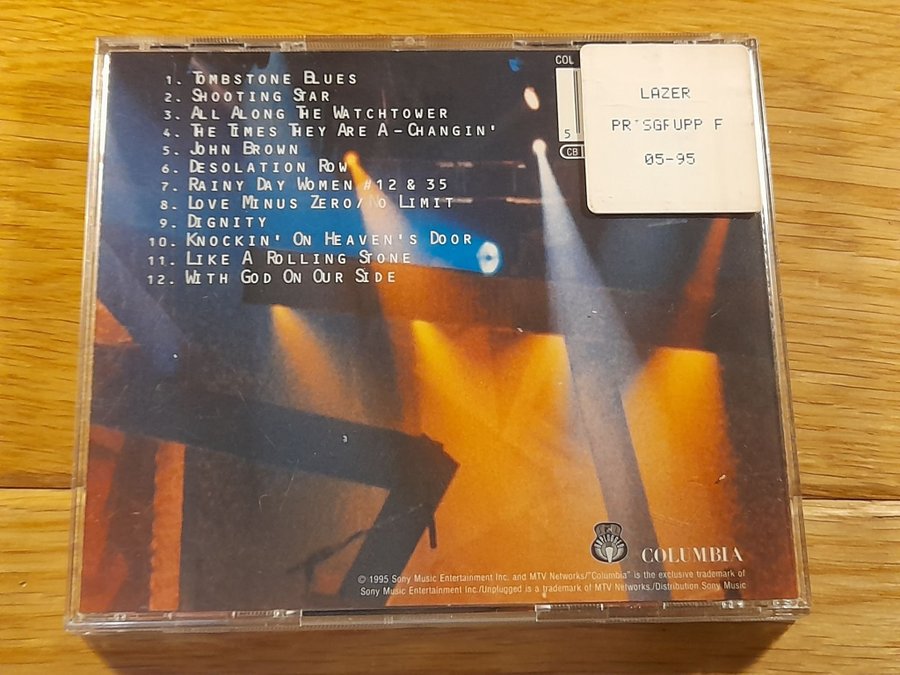 1. TOMBSTONE BLUES
2. SHOOTING STAR
3. ALL ALONG THE WATCHTOWER
4. THE TIMES THEY ARE A-CHANGIN'
5. JOHN BROWN
6. DESOLATION ROW
7. RAINY DAY WOMEN #12 & 35
8. LOVE MINUS ZERO/NO LIMIT
9. DIGNITY
10. KNOCKIN' ON HEAVEN'S DOOR
11. LIKE A ROLLING STONE
12. WITH GOD ON OUR SIDE
COL
5
CB
LAZER
PRISGRUPP F
05-95
COLUMBIA
© 1995 Sony Music Entertainment Inc. and MTV Networks/"Columbia" is the exclusive trademark of
Sony Music Entertainment Inc./Unplugged is a trademark of MTV Networks./Distribution Sony Music